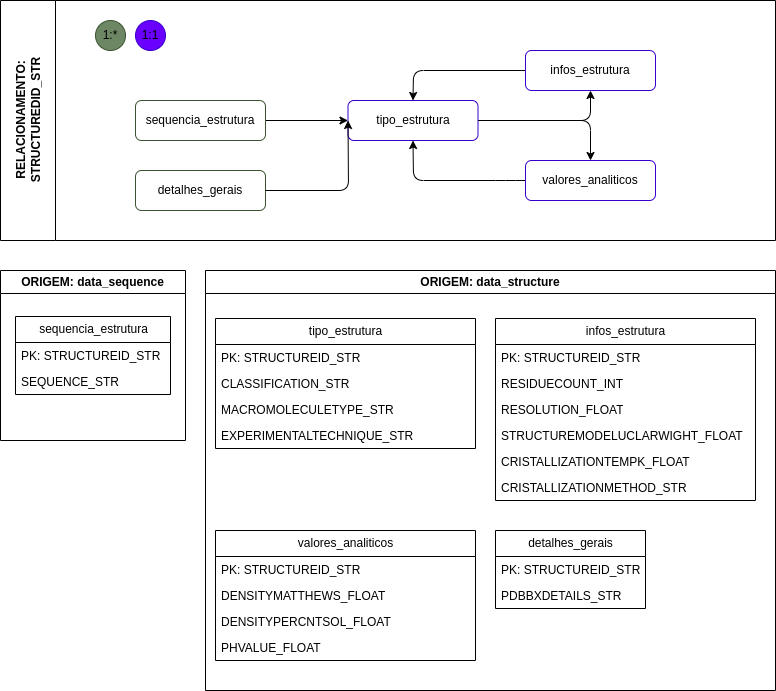 RELACIONAMENTO:
STRUCTUREDID_STR
1:*
1:1
infos_estrutura
sequencia_estrutura
tipo_estrutura
detalhes_gerais
valores_analiticos
ORIGEM: data_sequence
sequencia_estrutura
PK: STRUCTUREID_STR
SEQUENCE_STR
ORIGEM: data_structure
tipo_estrutura
PK: STRUCTUREID_STR
CLASSIFICATION_STR
MACROMOLECULETYPE_STR
EXPERIMENTALTECHNIQUE_STR
infos_estrutura
PK: STRUCTUREID_STR
RESIDUECOUNT_INT
RESOLUTION_FLOAT
STRUCTUREMODELUCLARWIGHT_FLOAT
CRISTALLIZATIONTEMPK_FLOAT
CRISTALLIZATIONMETHOD_STR
valores_analiticos
PK: STRUCTUREID_STR
DENSITYMATTHEWS_FLOAT
DENSITYPERCNTSOL_FLOAT
PHVALUE_FLOAT
detalhes_gerais
PK: STRUCTUREID_STR
PDBBXDETAILS_STR